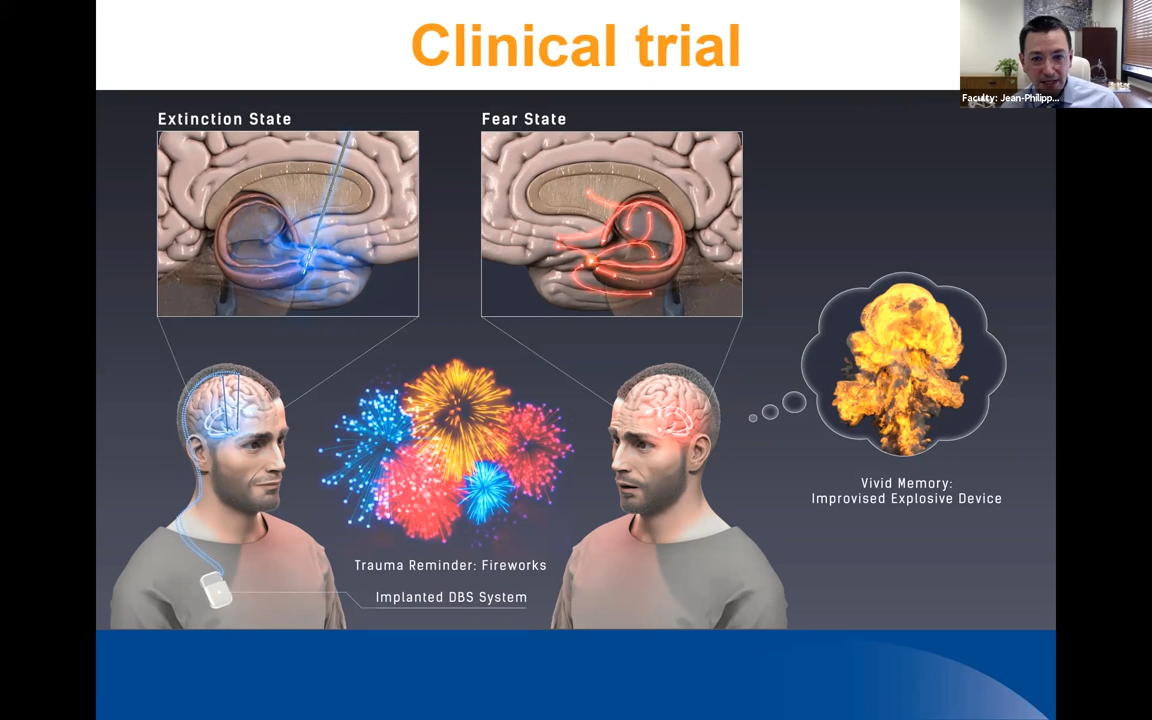 Clinical trial
Faculty: Jean-Philipp...
Extinction State
Fear State
Vivid Memory:
Improvised Explosive Device
Trauma Reminder: Fireworks
Implanted DBS System